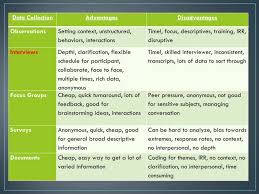 Data Collection Advantages Disadvantages
Observations
Setting context, unstructured,
behaviors, interactions
Time!, focus, descriptives, training, IRR,
disruptive
Interviews
Depth!, clarification, flexible
schedule for participant,
collaborate, face to face,
multiple times, rich data,
anonymous
Time!, skilled interviewer, inconsistent,
transcripts, lots of data to sort through
Focus Groups
Cheap, quick turnaround, lots of
feedback, good for
brainstorming ideas, interactions
Peer pressure, anonymous, not good
for sensitive subjects, managing
conversation
Surveys
Anonymous, quick, cheap, good
for general broad descriptive
information
Can be hard to analyze, bias towards
extremes, response rates, no context,
no interpersonal, no depth
Documents
Cheap, easy way to get a lot of
varied information
Coding for themes, IRR, no context, no
clarification, no interpersonal, time,
confidential